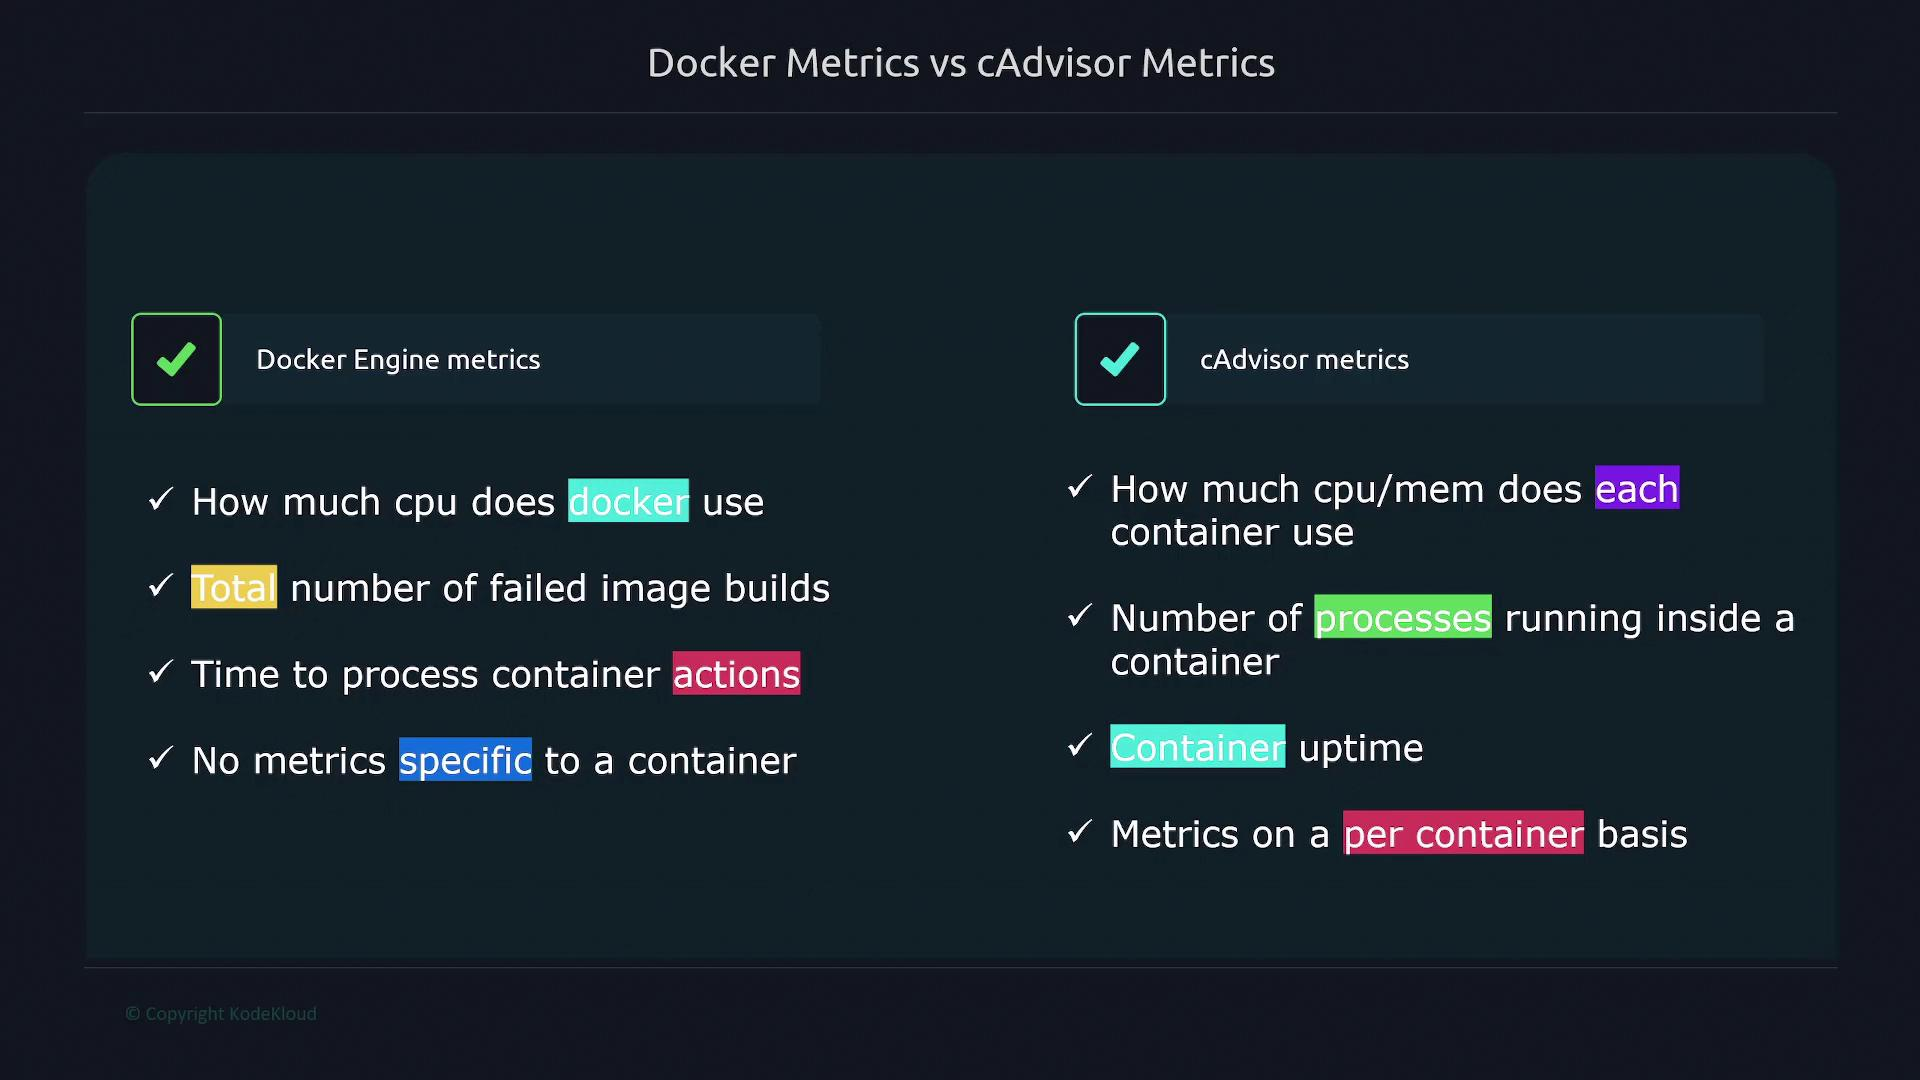 Docker Metrics vs cAdvisor Metrics
Docker Engine metrics
How much cpu does docker use
Total number of failed image builds
Time to process container actions
No metrics specific to a container
cAdvisor metrics
How much cpu/mem does each
container use
Number of processes running inside a
container
Container uptime
Metrics on a per container basis
© Copyright KodeKloud